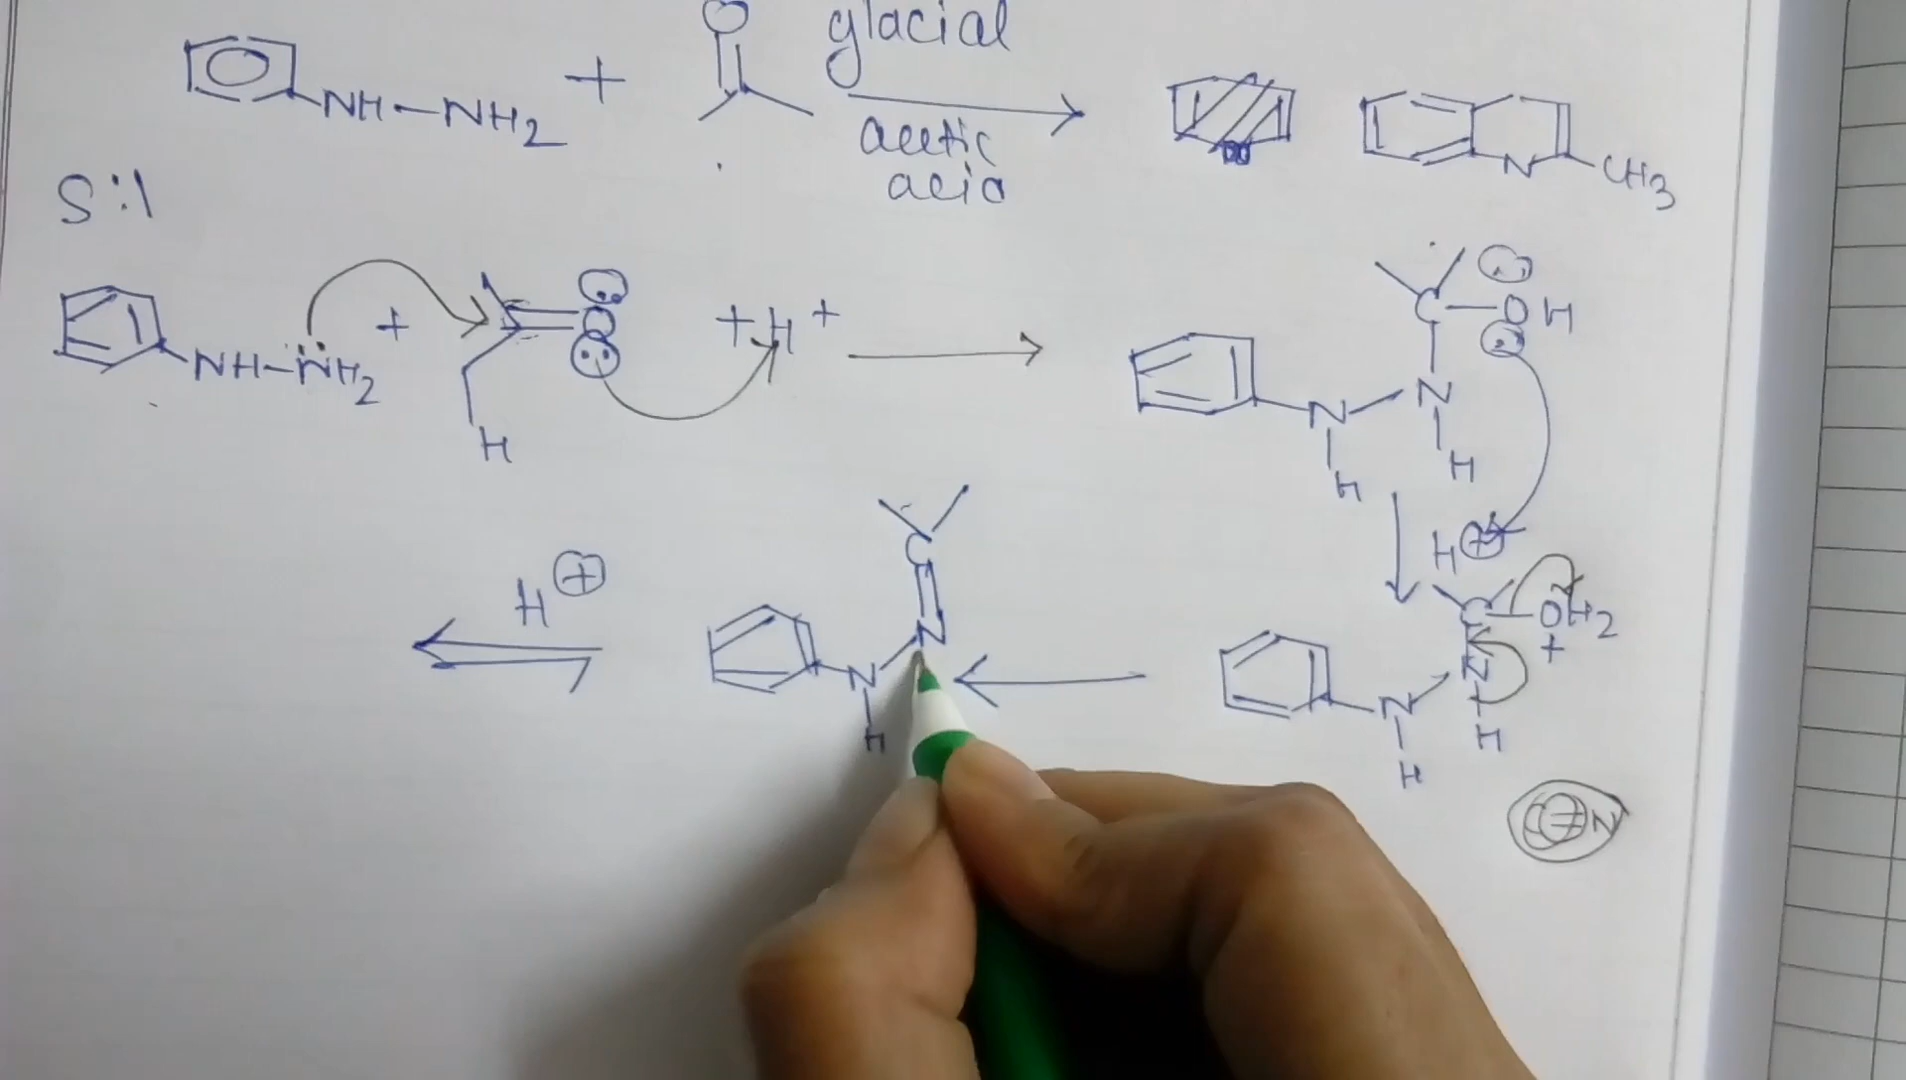 NH-NH2 + O glacial
acetic
acid
N CH3
S:1
NH-NH2 + O + H+
C-OH
N N
H H
H+
C-OH2
+
N N
H H
C
N
N
H
H+
N